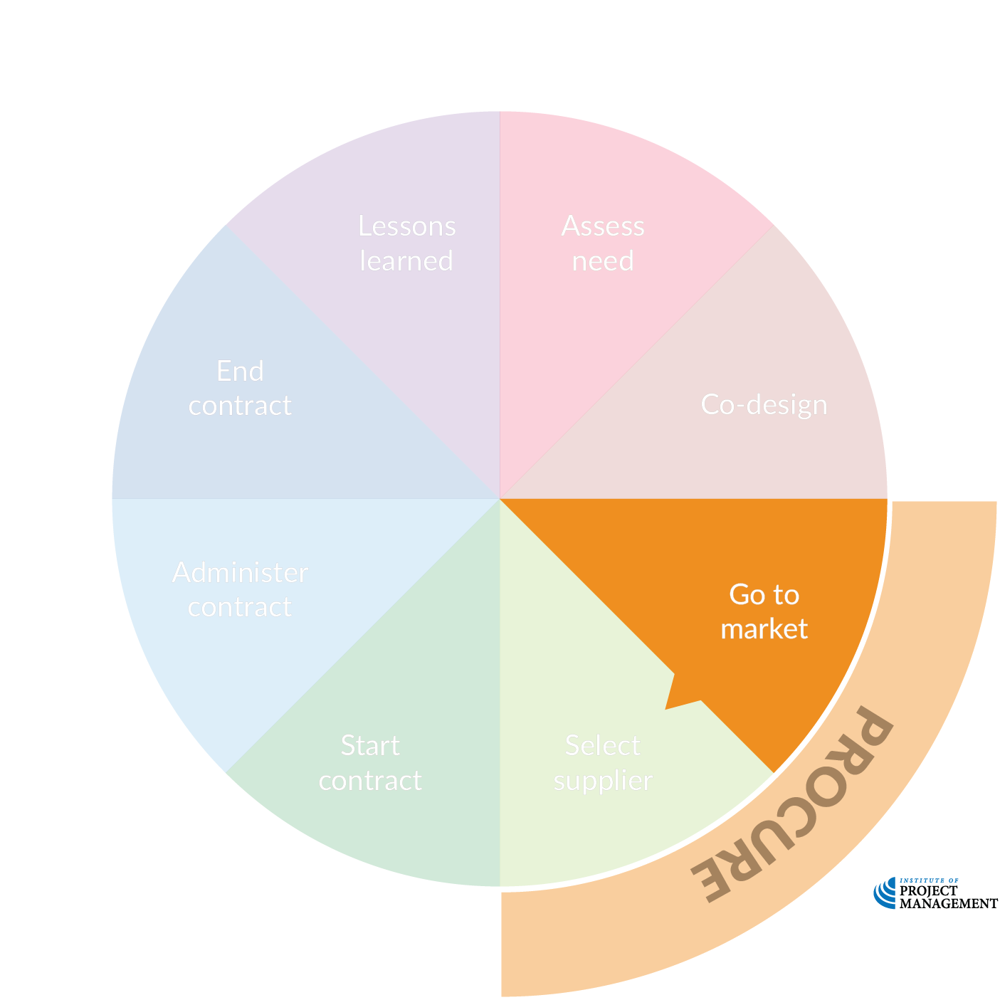 Lessons
learned
Assess
need
End
contract
Co-design
Administer
contract
Go to
market
Start
contract
Select
supplier
PROCURE
INSTITUTE OF
PROJECT
MANAGEMENT